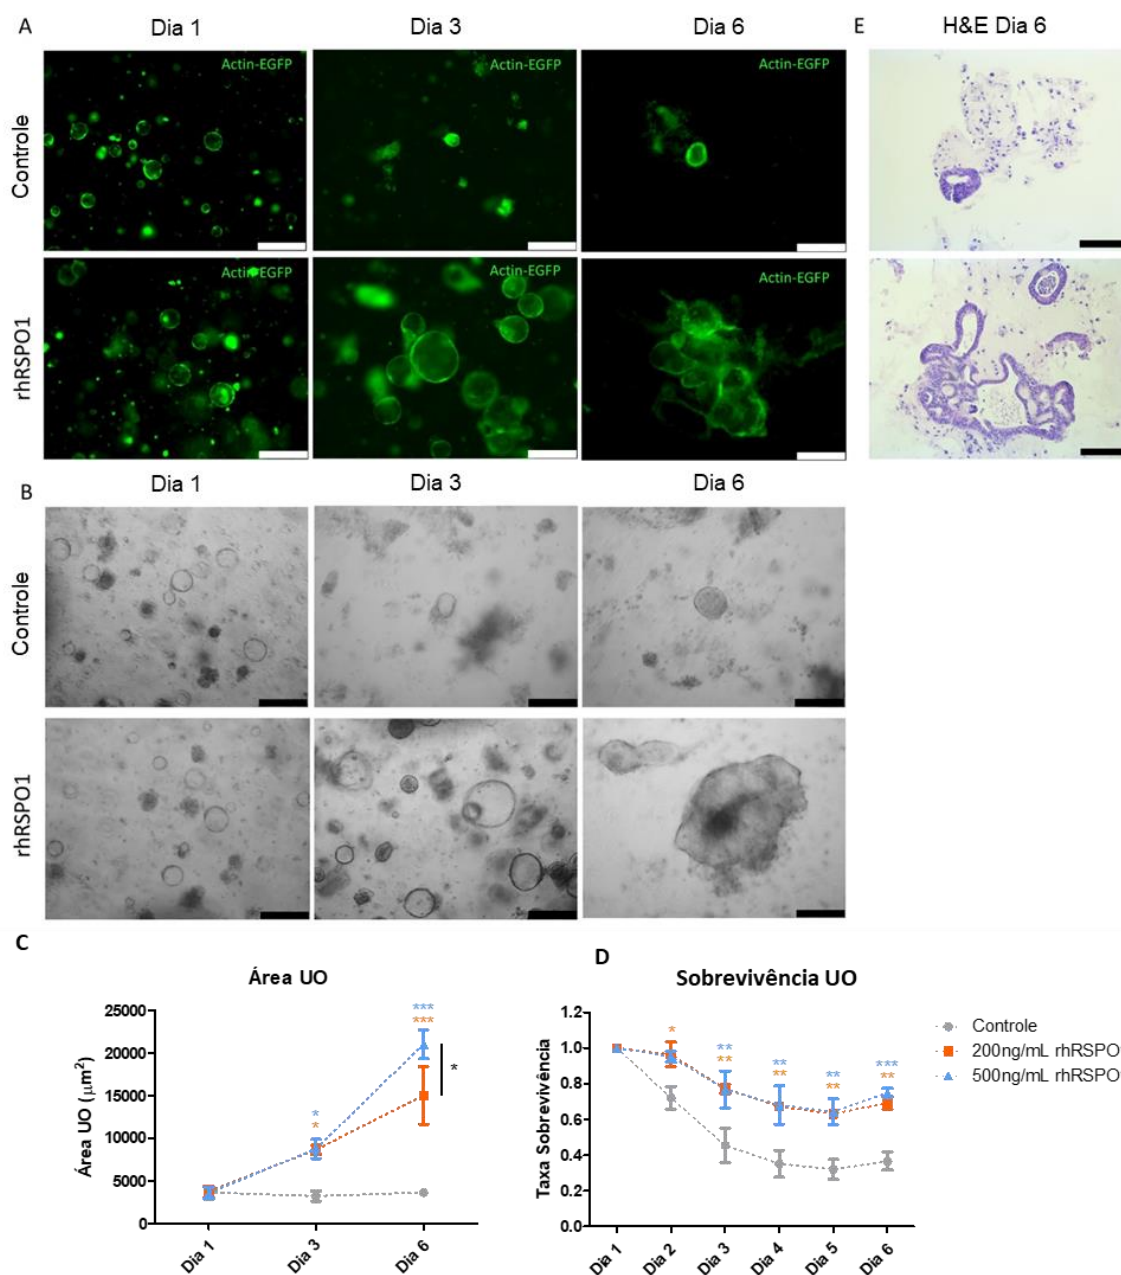 A
Dia 1
Dia 3
Dia 6
E
H&E Dia 6
Controle
Actin-EGFP
Actin-EGFP
Actin-EGFP
rhRSPO1
Actin-EGFP
Actin-EGFP
Actin-EGFP
B
Dia 1
Dia 3
Dia 6
Controle
rhRSPO1
C
Área UO
Área UO (μm2)
25000
20000
15000
10000
5000
0
*
*
***
***
*
Dia 1
Dia 3
Dia 6
D
Sobrevivência UO
Taxa Sobrevivência
1.2
1.0
0.8
0.6
0.4
0.2
0.0
*
**
**
**
**
**
**
***
**
Dia 1
Dia 2
Dia 3
Dia 4
Dia 5
Dia 6
Controle
200ng/mL rhRSPO
500ng/mL rhRSPO